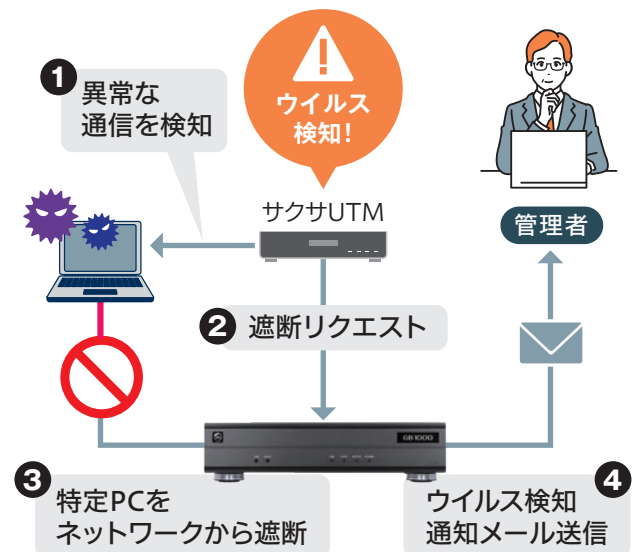 1
異常な
通信を検知
ウイルス
検知!
サクサUTM
管理者
2 遮断リクエスト
GB1000
3
特定PCを
ネットワークから遮断
4
ウイルス検知
通知メール送信